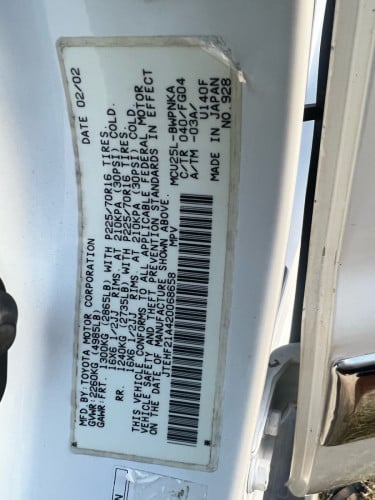 MFD.BY:TOYOTA MOTOR CORPORATION DATE 02/02
GVWR:2260KG(4985LB)
GAWR:FRT. 1300KG(2865LB) WITH P225/70R16 TIRES,
16X6 1/2JJ RIMS, AT 210KPA (30PSI) COLD.
RR. 1240KG(2735LB) WITH P225/70R16 TIRES,
16X6 1/2JJ RIMS, AT 210KPA (30PSI) COLD.
THIS VEHICLE CONFORMS TO ALL APPLICABLE FEDERAL MOTOR
VEHICLE SAFETY AND THEFT PREVENTION STANDARDS IN EFFECT
ON THE DATE OF MANUFACTURE SHOWN ABOVE.
JTEHF21A420068658 MPV
MCU25L-BWPNKA
C/TR 040/FG04
A/TM -03A/ U140F
MADE IN JAPAN
NO.928